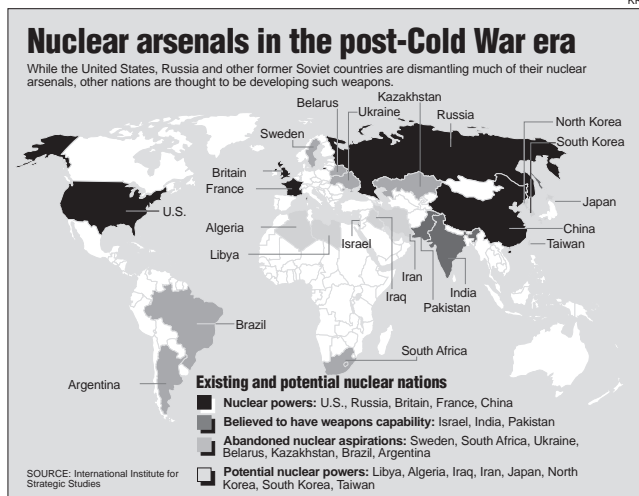 Nuclear arsenals in the post-Cold War era
While the United States, Russia and other former Soviet countries are dismantling much of their nuclear
arsenals, other nations are thought to be developing such weapons.
Kazakhstan
Belarus
Ukraine
Russia
North Korea
South Korea
Sweden
Britain
France
Japan
U.S.
Algeria
Israel
China
Taiwan
Libya
Iran
Iraq
India
Pakistan
Brazil
South Africa
Argentina
Existing and potential nuclear nations
Nuclear powers: U.S., Russia, Britain, France, China
Believed to have weapons capability: Israel, India, Pakistan
Abandoned nuclear aspirations: Sweden, South Africa, Ukraine,
Belarus, Kazakhstan, Brazil, Argentina
Potential nuclear powers: Libya, Algeria, Iraq, Iran, Japan, North
Korea, South Korea, Taiwan
SOURCE: International Institute for
Strategic Studies